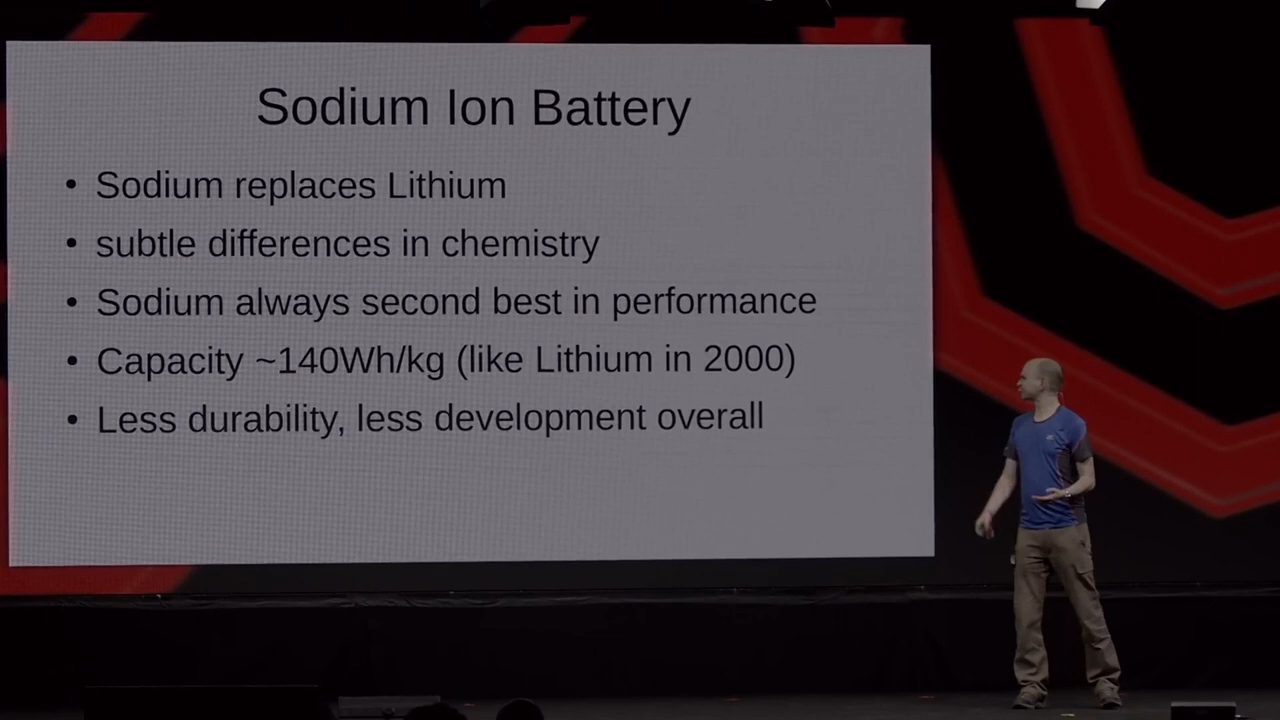 Sodium Ion Battery
• Sodium replaces Lithium
• subtle differences in chemistry
• Sodium always second best in performance
• Capacity ~140Wh/kg (like Lithium in 2000)
• Less durability, less development overall